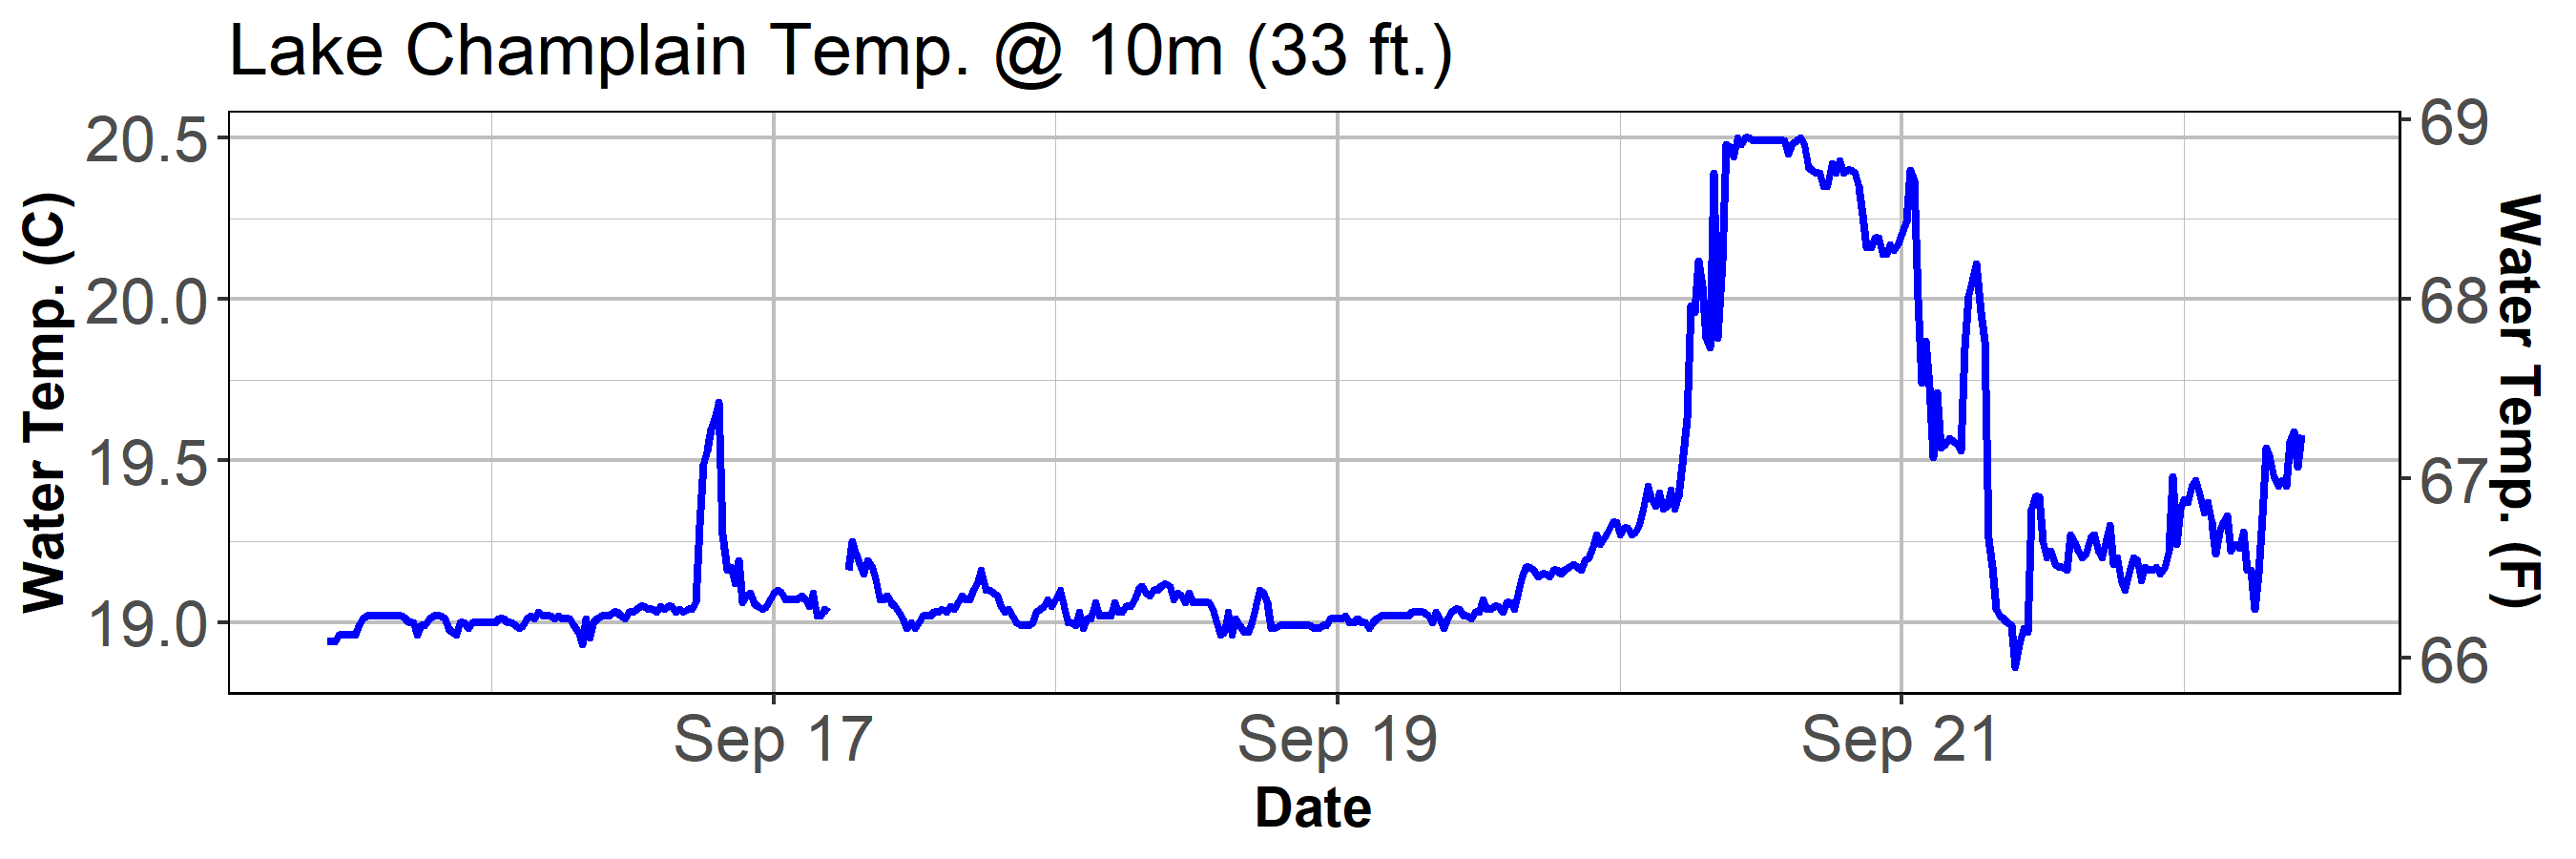 Lake Champlain Temp. @ 10m (33 ft.)
Water Temp. (C)
20.5
20.0
19.5
19.0
69
68
67
66
Water Temp. (F)
Sep 17
Sep 19
Sep 21
Date